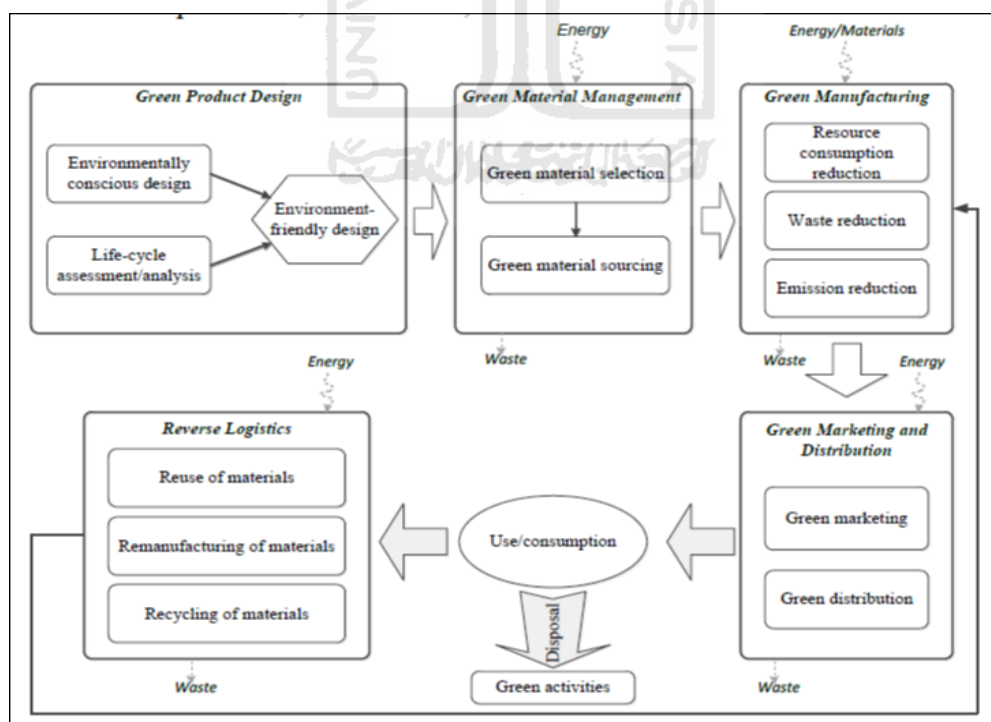 Energy
Energy/Materials
Green Product Design
Green Material Management
Green Manufacturing
Environmentally
conscious design
Life-cycle
assessment/analysis
Environment-
friendly design
Green material selection
Green material sourcing
Resource
consumption
reduction
Waste reduction
Emission reduction
Waste
Waste
Energy
Energy
Reverse Logistics
Reuse of materials
Remanufacturing of materials
Recycling of materials
Use/consumption
Disposal
Green activities
Green Marketing and
Distribution
Green marketing
Green distribution
Waste
Waste